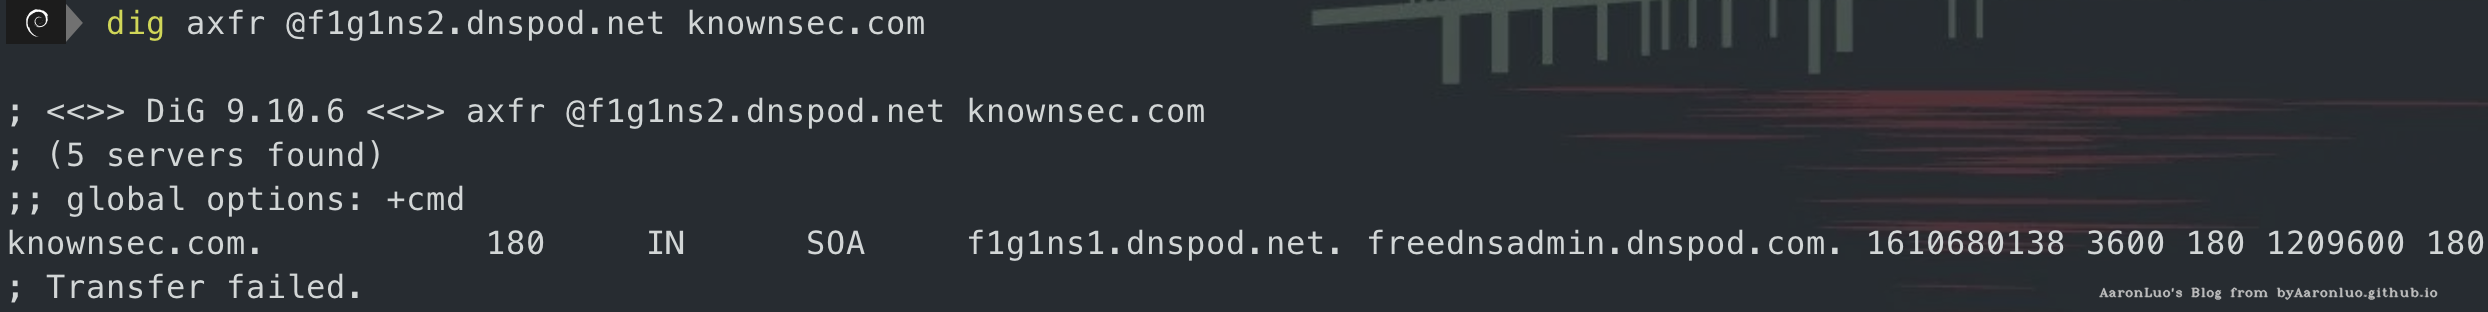 dig axfr @f1g1ns2.dnspod.net knownsec.com
; <<>> DiG 9.10.6 <<>> axfr @f1g1ns2.dnspod.net knownsec.com
; (5 servers found)
;; global options: +cmd
knownsec.com. 180 IN SOA f1g1ns1.dnspod.net. freednsadmin.dnspod.com. 1610680138 3600 180 1209600 180
; Transfer failed.
AaronLuo's Blog from byAaronluo.github.io